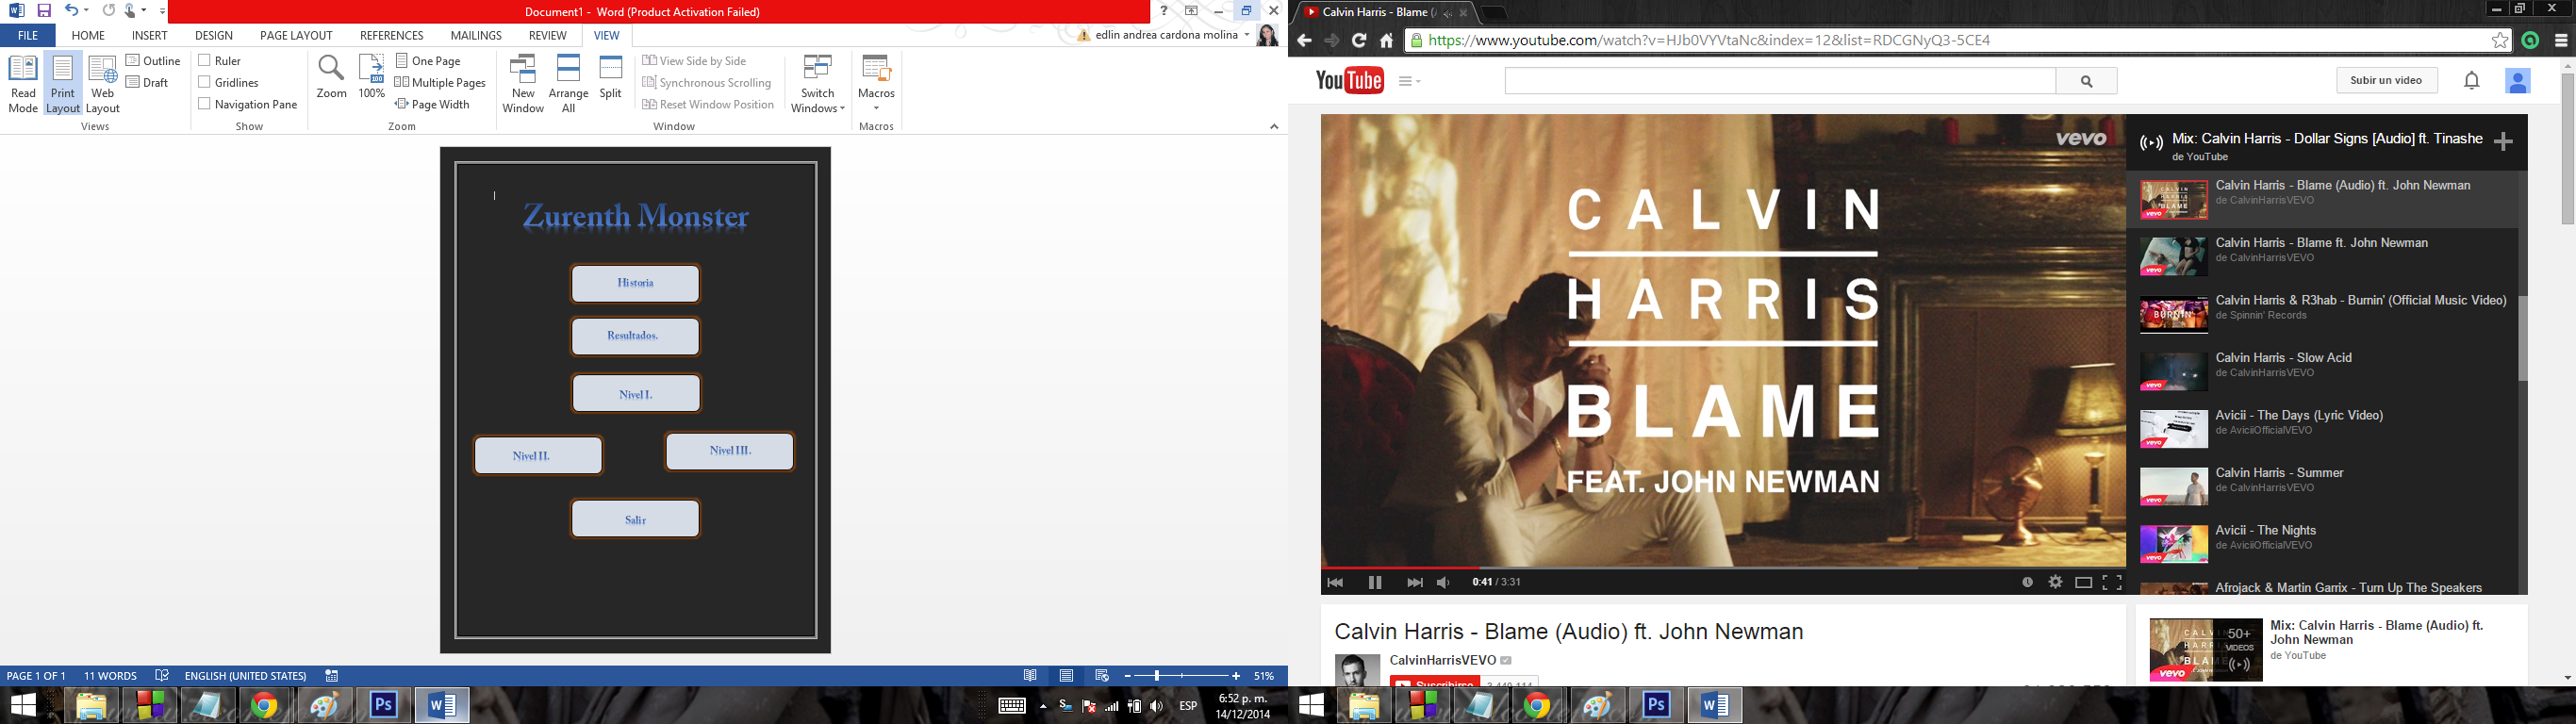 Document1 - Word (Product Activation Failed)
FILE HOME INSERT DESIGN PAGE LAYOUT REFERENCES MAILINGS REVIEW VIEW
edlin andrea cardona molina
Read Mode
Print Layout
Web Layout
Outline
Draft
Views
Ruler
Gridlines
Navigation Pane
Show
Zoom
100%
One Page
Multiple Pages
Page Width
Zoom
New Window
Arrange All
Split
View Side by Side
Synchronous Scrolling
Reset Window Position
Switch Windows
Window
Macros
Macros
Zurenth Monster
Historia
Resultados.
Nivel I.
Nivel II.
Nivel III.
Salir
PAGE 1 OF 1 11 WORDS ENGLISH (UNITED STATES) 51%
ESP
6:52 p. m.
14/12/2014
Calvin Harris - Blame (
https://www.youtube.com/watch?v=HJb0VYVtaNc&index=12&list=RDCGNyQ3-5CE4
YouTube
Subir un video
vevo
CALVIN
HARRIS
BLAME
FEAT. JOHN NEWMAN
0:41 / 3:31
Mix: Calvin Harris - Dollar Signs [Audio] ft. Tinashe
de YouTube
Calvin Harris - Blame (Audio) ft. John Newman
de CalvinHarrisVEVO
Calvin Harris - Blame ft. John Newman
de CalvinHarrisVEVO
Calvin Harris & R3hab - Burnin' (Official Music Video)
de Spinnin' Records
Calvin Harris - Slow Acid
de CalvinHarrisVEVO
Avicii - The Days (Lyric Video)
de AviciiOfficialVEVO
Calvin Harris - Summer
de CalvinHarrisVEVO
Avicii - The Nights
de AviciiOfficialVEVO
Afrojack & Martin Garrix - Turn Up The Speakers
Calvin Harris - Blame (Audio) ft. John Newman
CalvinHarrisVEVO
Suscribirse
50+
VIDEOS
Mix: Calvin Harris - Blame (Audio) ft.
John Newman
de YouTube